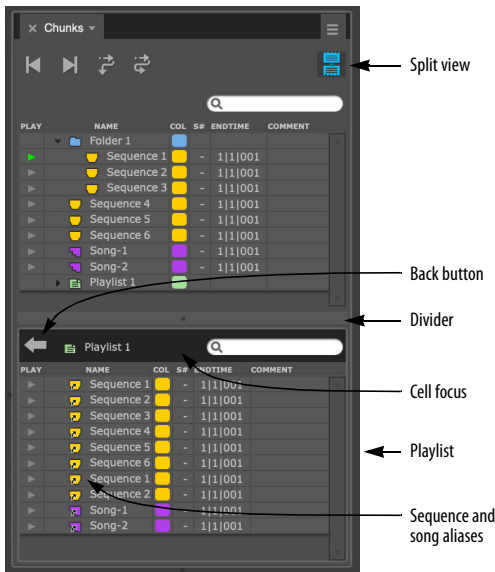 × Chunks
Split view
PLAY NAME COL S# ENDTIME COMMENT
Folder 1
Sequence 1 - 1|1|001
Sequence 2 - 1|1|001
Sequence 3 - 1|1|001
Sequence 4 - 1|1|001
Sequence 5 - 1|1|001
Sequence 6 - 1|1|001
Song-1 - 1|1|001
Song-2 - 1|1|001
Playlist 1
Back button
Divider
Playlist 1
Cell focus
PLAY NAME COL S# ENDTIME COMMENT
Sequence 1 - 1|1|001
Sequence 2 - 1|1|001
Sequence 3 - 1|1|001
Sequence 4 - 1|1|001
Sequence 5 - 1|1|001
Sequence 6 - 1|1|001
Sequence 1 - 1|1|001
Sequence 2 - 1|1|001
Song-1 - 1|1|001
Song-2 - 1|1|001
Playlist
Sequence and
song aliases